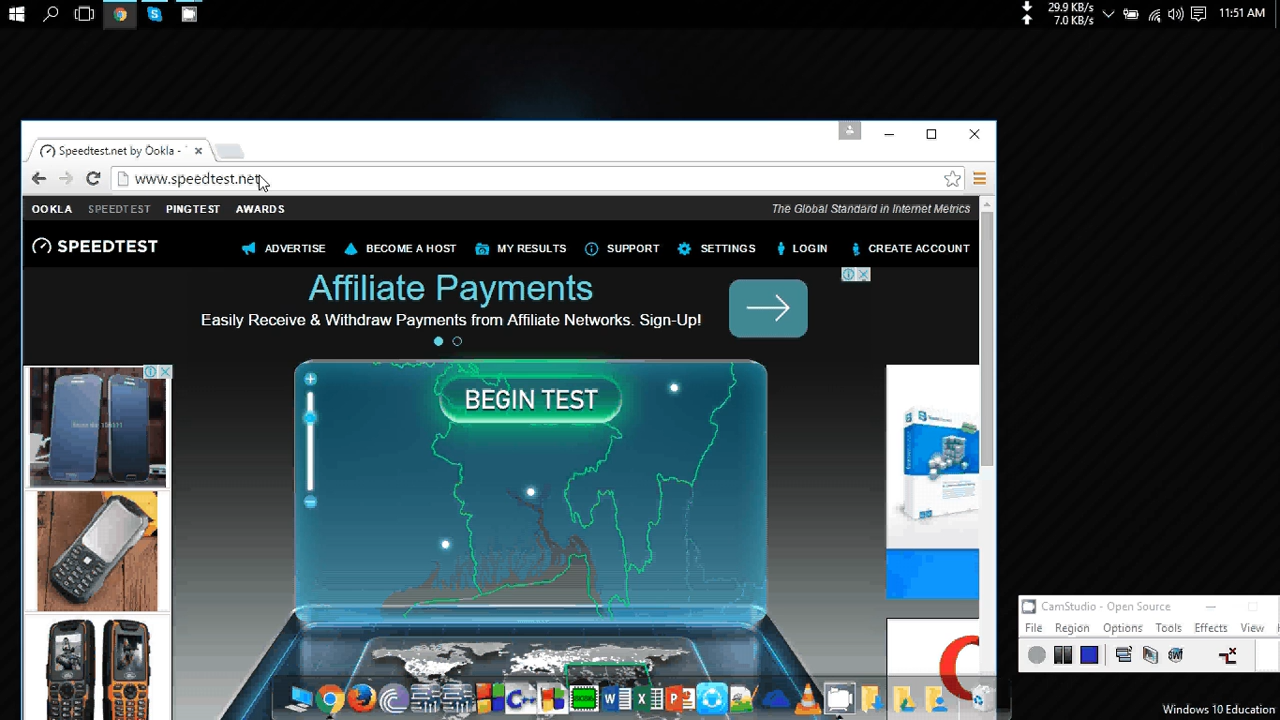 29.9 KB/s
7.0 KB/s
11:51 AM
Speedtest.net by Ookla -
www.speedtest.net
OOKLA SPEEDTEST PINGTEST AWARDS
The Global Standard in Internet Metrics
SPEEDTEST
ADVERTISE BECOME A HOST MY RESULTS SUPPORT SETTINGS LOGIN CREATE ACCOUNT
Affiliate Payments
Easily Receive & Withdraw Payments from Affiliate Networks. Sign-Up!
BEGIN TEST
CamStudio - Open Source
File Region Options Tools Effects View
Windows 10 Education